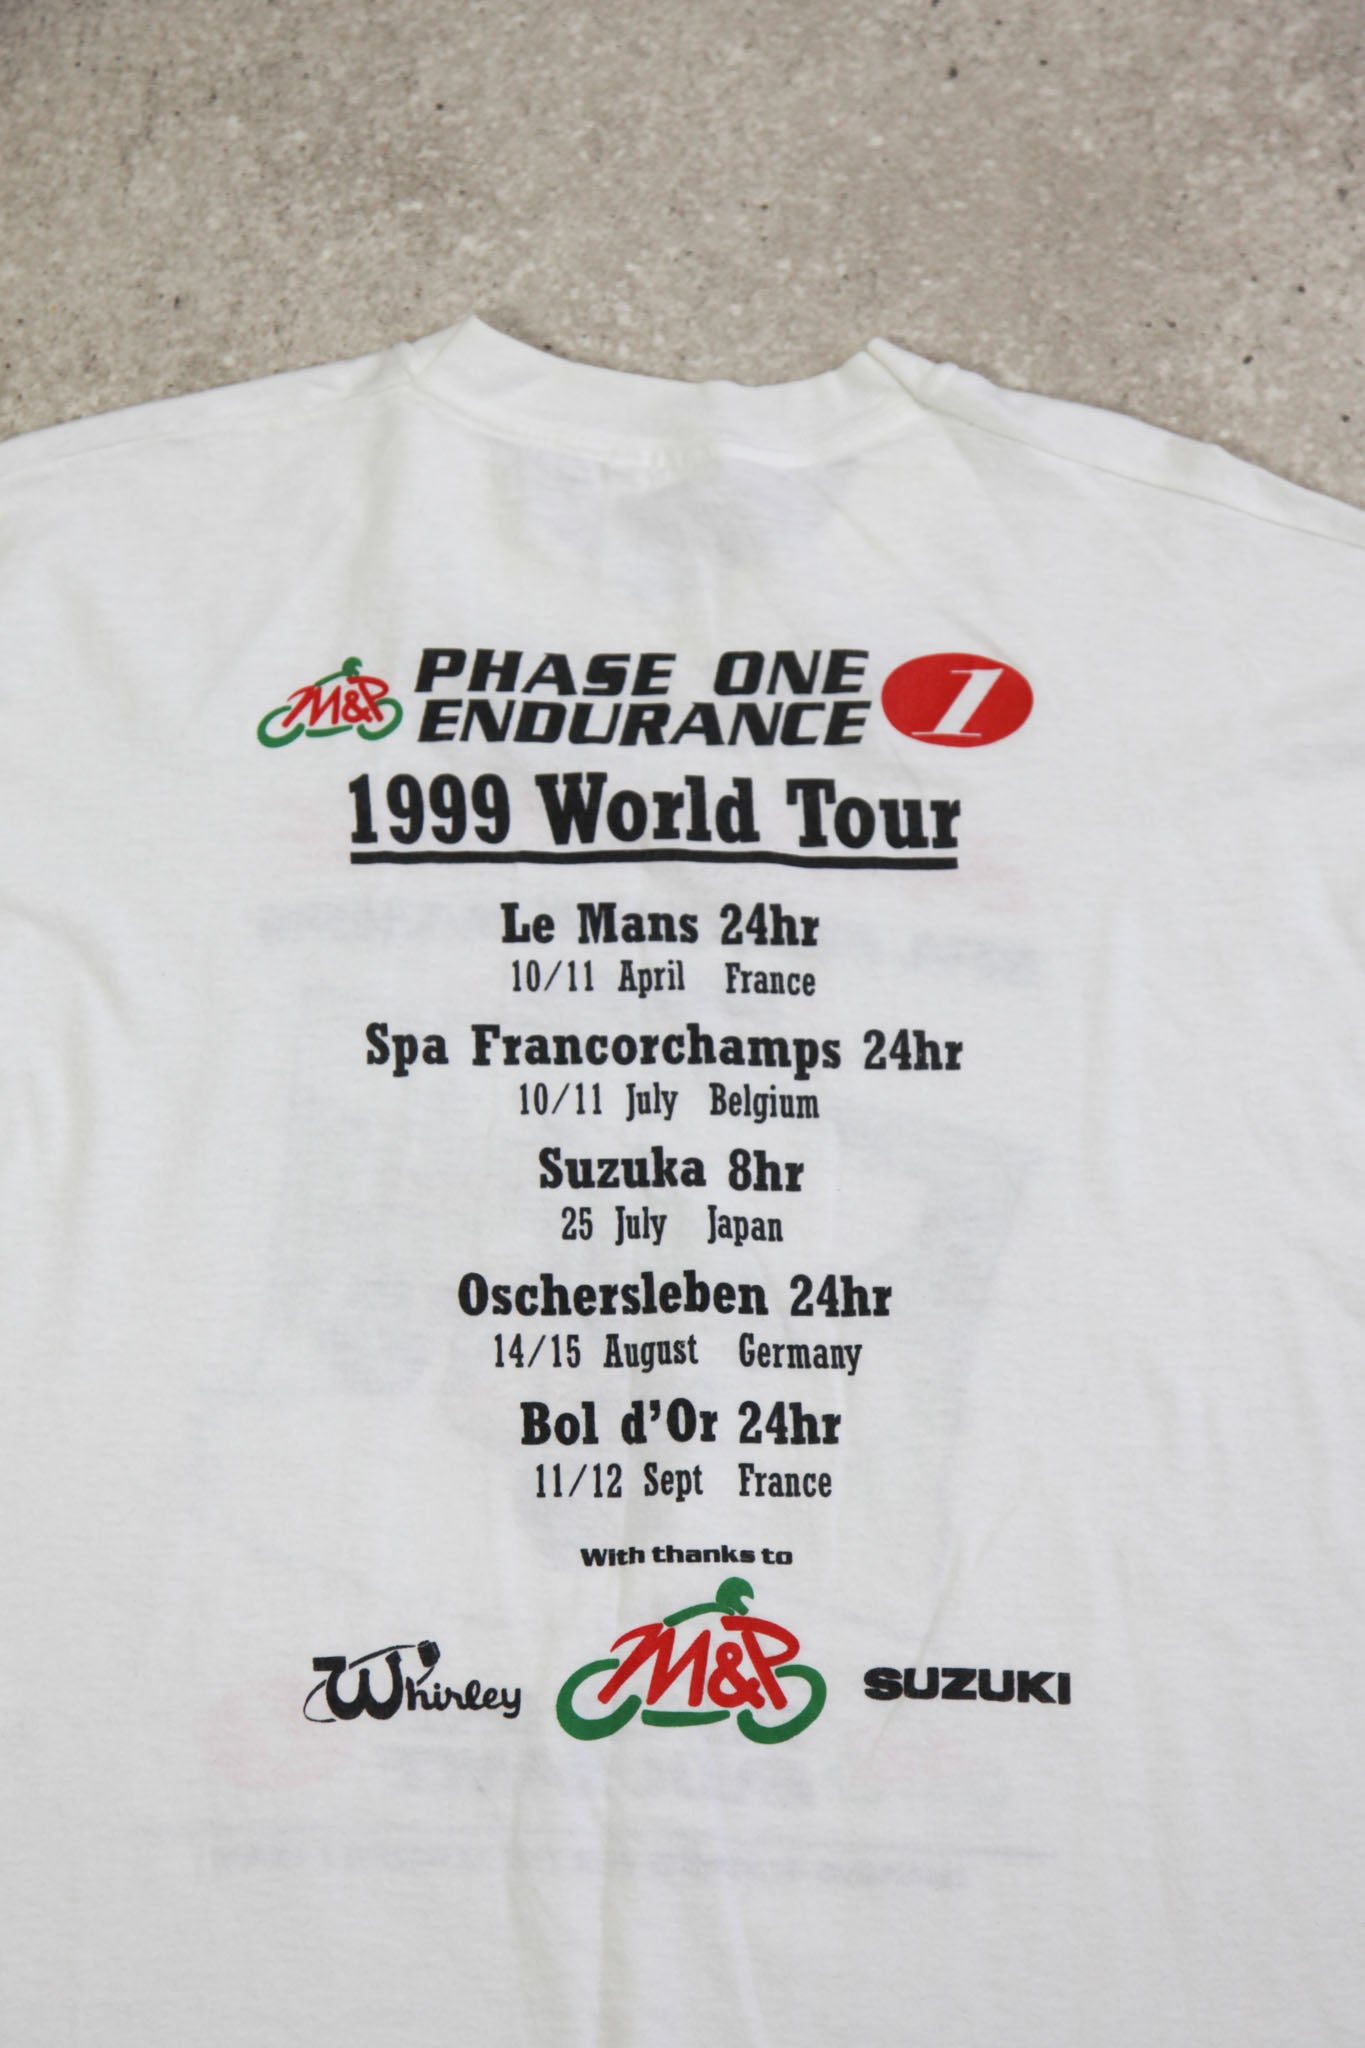 M&P PHASE ONE 1
ENDURANCE
1999 World Tour
Le Mans 24hr
10/11 April France
Spa Francorchamps 24hr
10/11 July Belgium
Suzuka 8hr
25 July Japan
Oschersleben 24hr
14/15 August Germany
Bol d'Or 24hr
11/12 Sept France
With thanks to
Whirley M&P SUZUKI